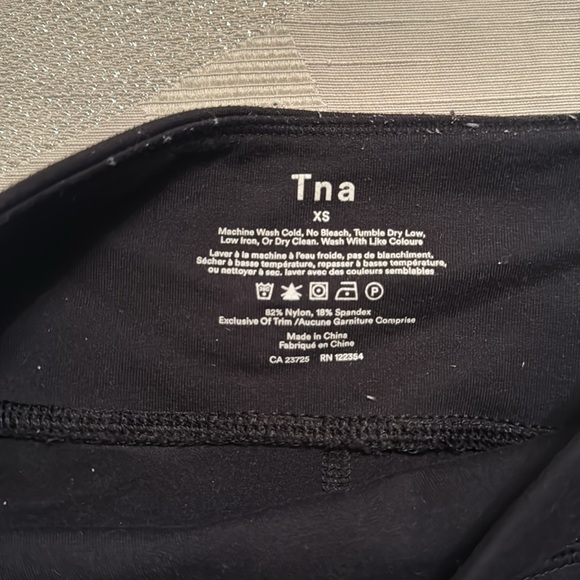 Tna
XS
Machine Wash Cold, No Bleach, Tumble Dry Low,
Low Iron, Or Dry Clean. Wash With Like Colours
Laver à la machine à l'eau froide, pas de blanchiment.
Sécher à basse température, repasser à basse température,
ou nettoyer à sec. laver avec des couleurs semblables
P
82% Nylon, 18% Spandex
Exclusive Of Trim /Aucune Garniture Comprise
Made in China
Fabriqué en Chine
CA 23725 RN 122354